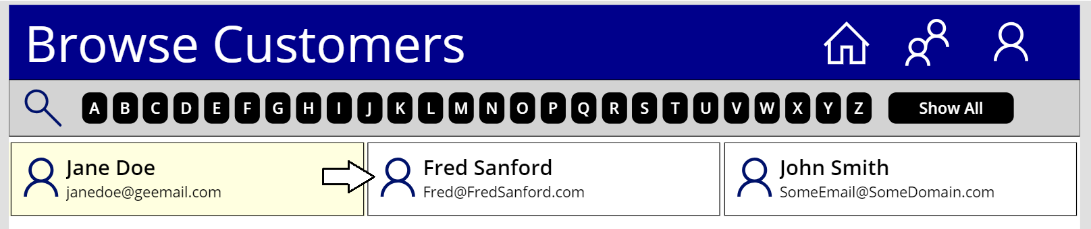 Browse Customers
A B C D E F G H I J K L M N O P Q R S T U V W X Y Z Show All
Jane Doe
janedoe@geemail.com
Fred Sanford
Fred@FredSanford.com
John Smith
SomeEmail@SomeDomain.com